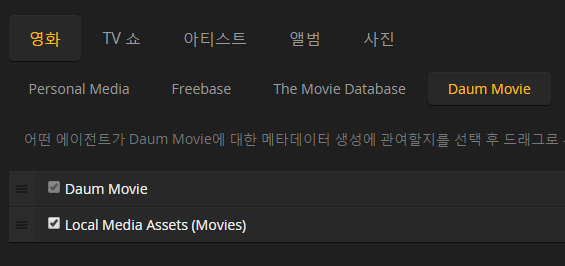 영화 TV 쇼 아티스트 앨범 사진
Personal Media Freebase The Movie Database Daum Movie
어떤 에이전트가 Daum Movie에 대한 메타데이터 생성에 관여할지를 선택 후 드래그로
Daum Movie
Local Media Assets (Movies)